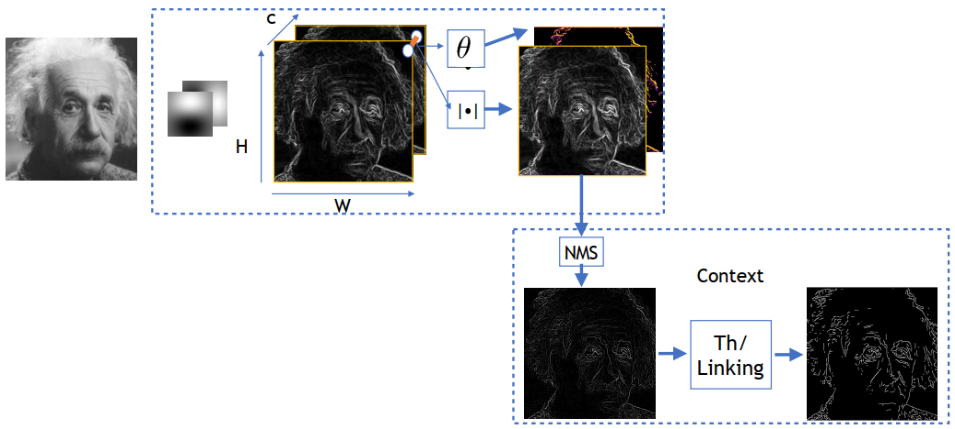 c
θ
|•|
H
W
NMS
Context
Th/
Linking